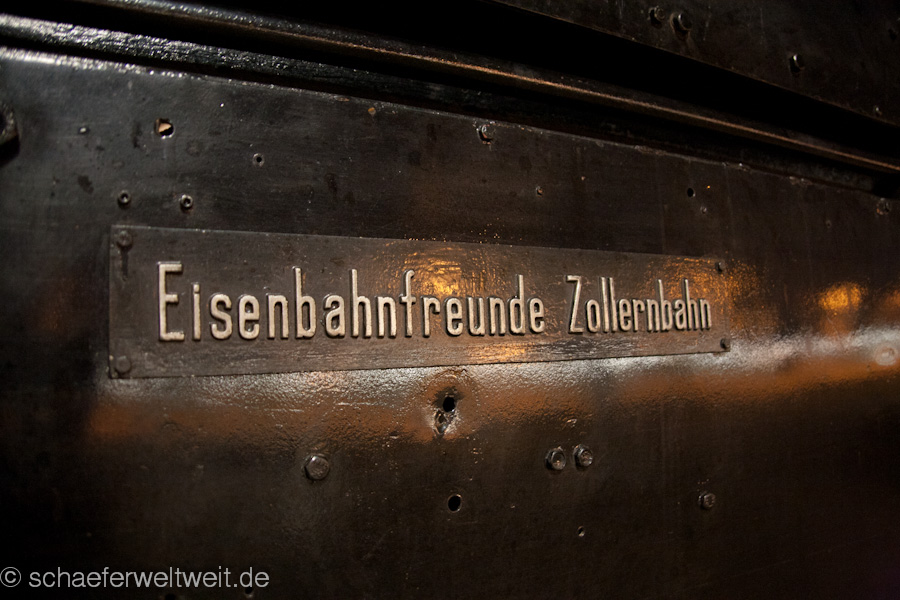 Eisenbahnfreunde Zollernbahn
© schaeferweltweit.de